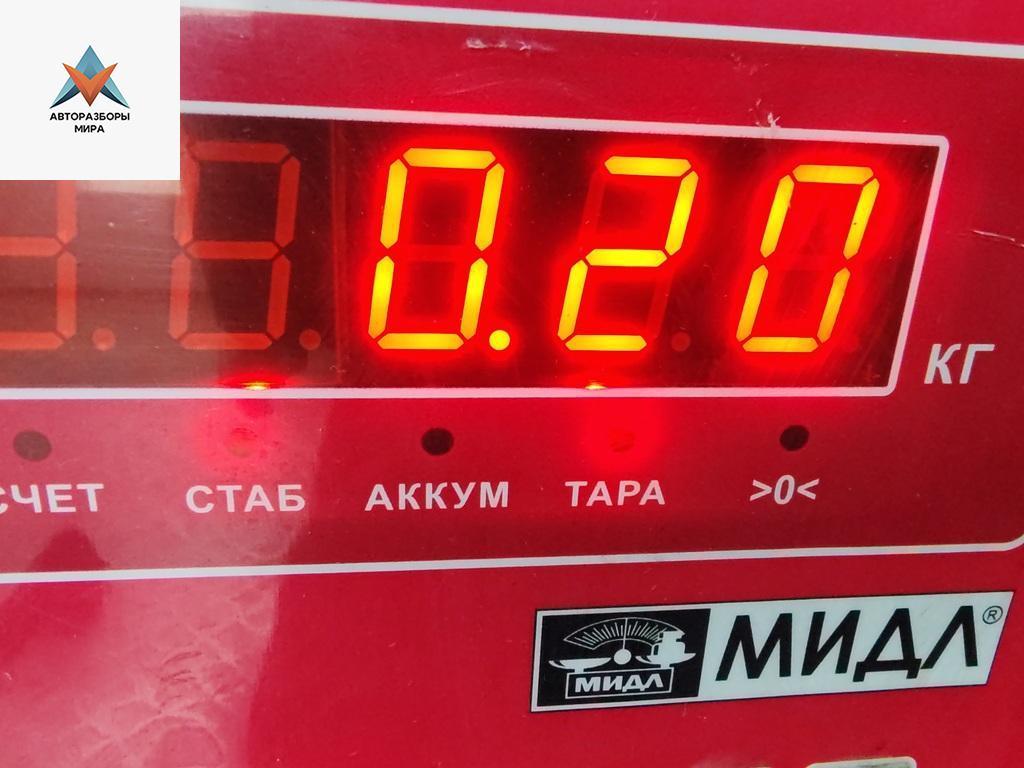 АВТОРАЗБОРЫ
МИРА
0.20
КГ
СЧЕТ СТАБ АККУМ ТАРА >0<
МИДЛ МИДЛ®